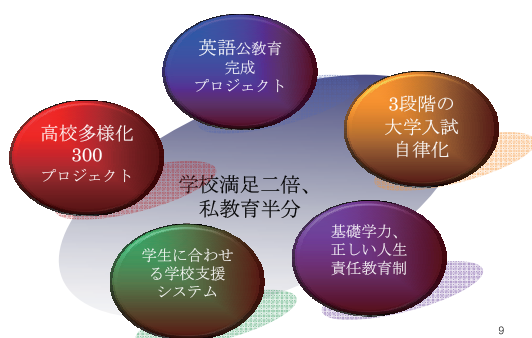 英語公教育
完成
プロジェクト
3段階の
大学入試
自律化
高校多様化
300
プロジェクト
学校満足二倍、
私教育半分
基礎学力、
正しい人生
責任教育制
学生に合わせ
る学校支援
システム
9